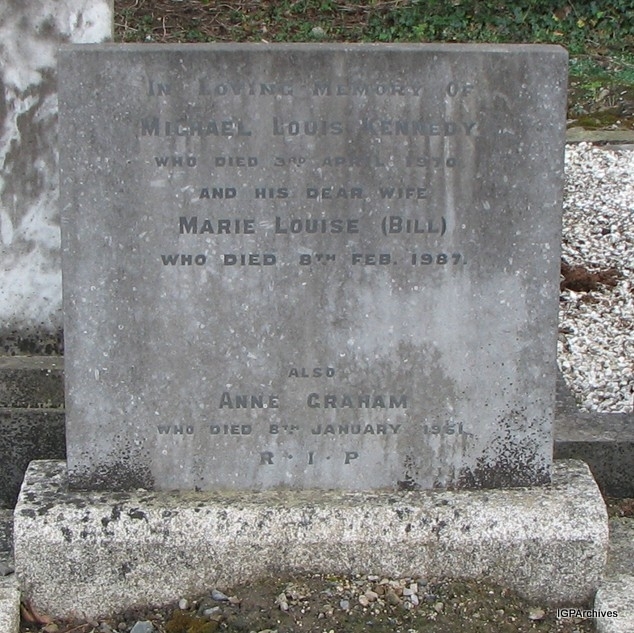 In Loving Memory Of
Michael Louis Kennedy
who died 3rd April 1970
and his dear wife
Marie Louise (Bill)
who died 8th Feb. 1987.
also
Anne Graham
who died 8th January 1961.
R·I·P
IGPArchives